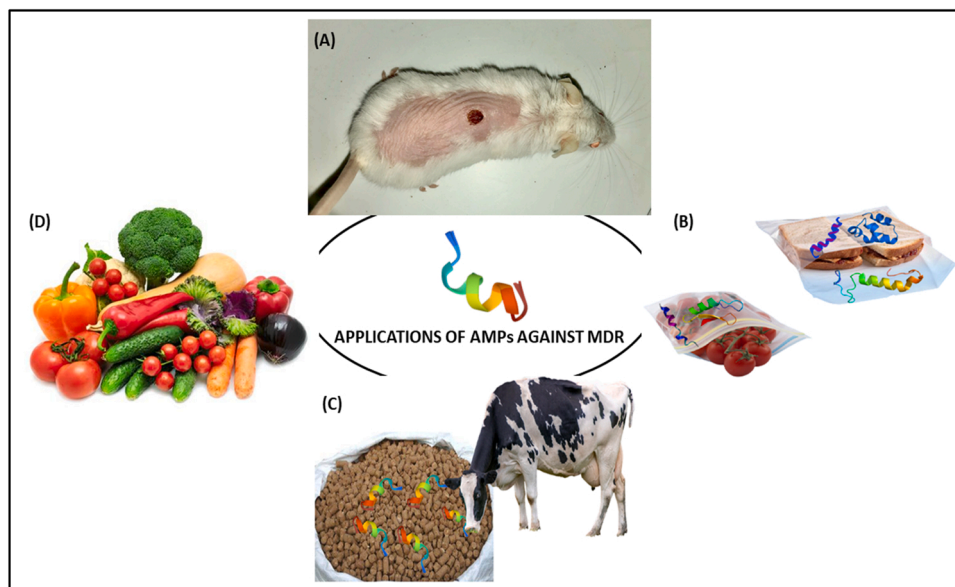 (A)
(D)
(B)
APPLICATIONS OF AMPs AGAINST MDR
(C)